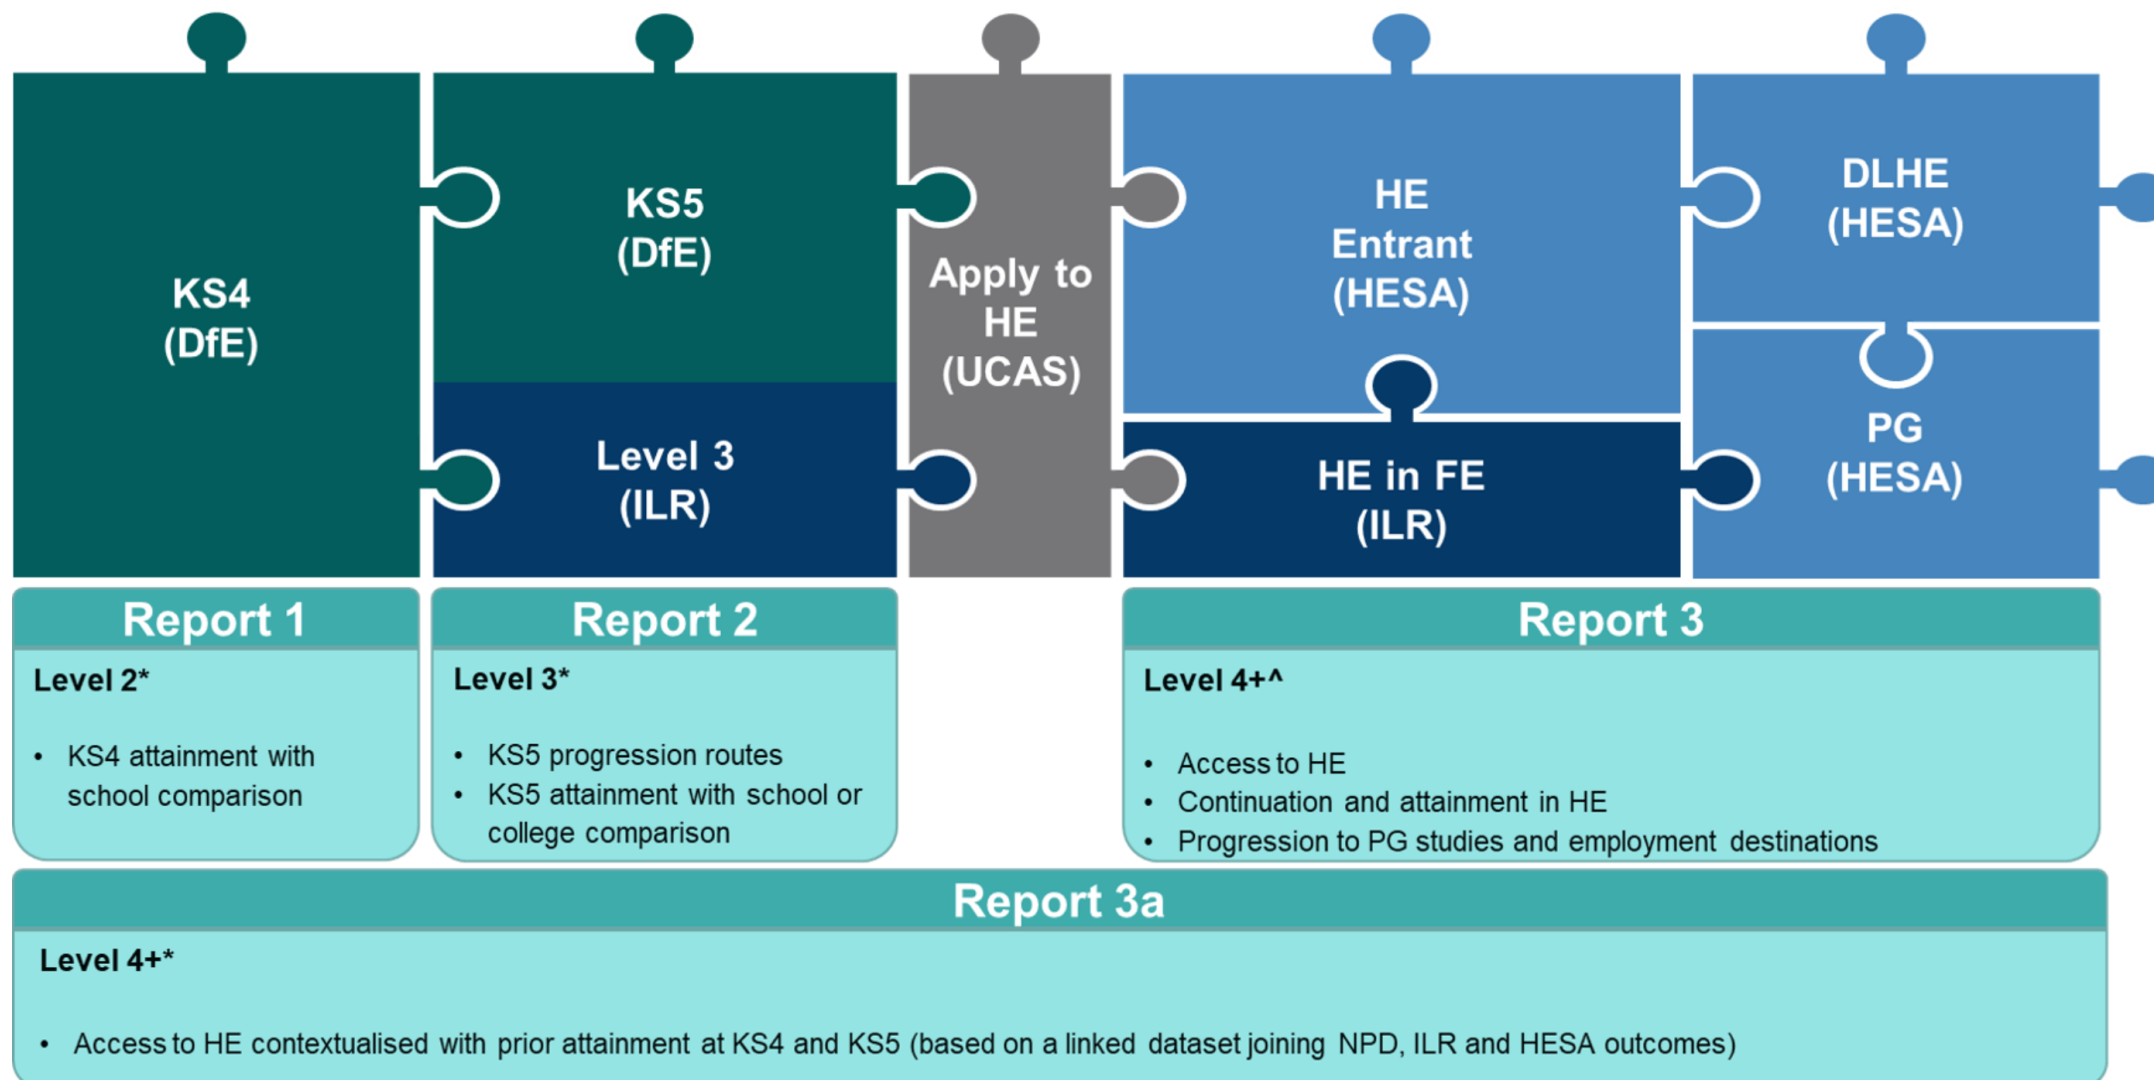 KS4
(DfE)
KS5
(DfE)
Level 3
(ILR)
Apply to
HE
(UCAS)
HE
Entrant
(HESA)
HE in FE
(ILR)
DLHE
(HESA)
PG
(HESA)
Report 1
Level 2*
• KS4 attainment with
school comparison
Report 2
Level 3*
• KS5 progression routes
• KS5 attainment with school or
college comparison
Report 3
Level 4+^
• Access to HE
• Continuation and attainment in HE
• Progression to PG studies and employment destinations
Report 3a
Level 4+*
• Access to HE contextualised with prior attainment at KS4 and KS5 (based on a linked dataset joining NPD, ILR and HESA outcomes)